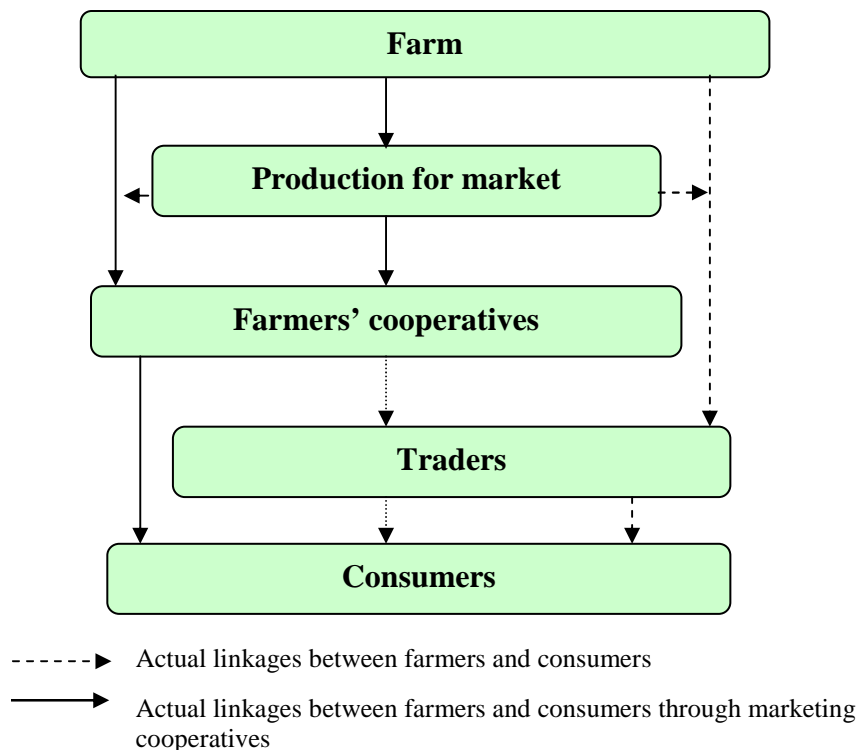 Farm
Production for market
Farmers’ cooperatives
Traders
Consumers
Actual linkages between farmers and consumers
Actual linkages between farmers and consumers through marketing
cooperatives